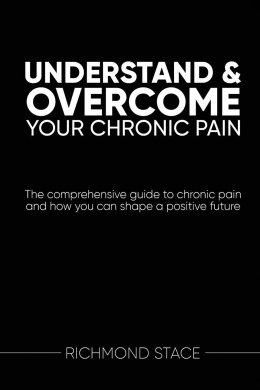 UNDERSTAND &
OVERCOME
YOUR CHRONIC PAIN
The comprehensive guide to chronic pain
and how you can shape a positive future
RICHMOND STACE